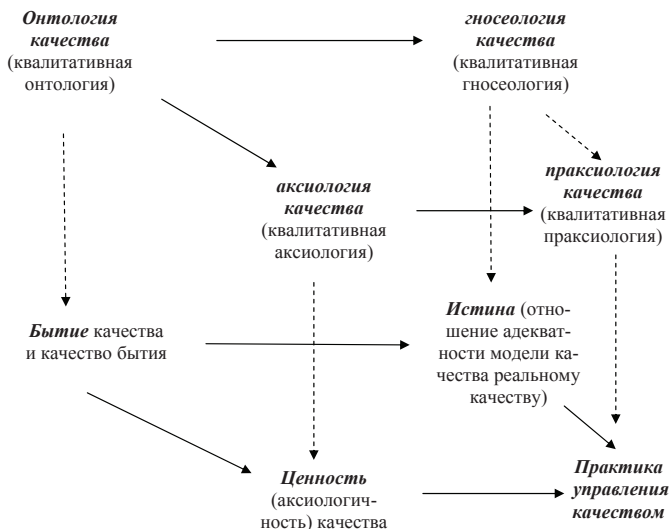 Онтология
качества
(квалитативная
онтология)
гносеология
качества
(квалитативная
гносеология)
аксиология
качества
(квалитативная
аксиология)
праксиология
качества
(квалитативная
праксиология)
Бытие качества
и качество бытия
Истина (отно-
шение адекват-
ности модели ка-
чества реальному
качеству)
Ценность
(аксиологич-
ность) качества
Практика
управления
качеством